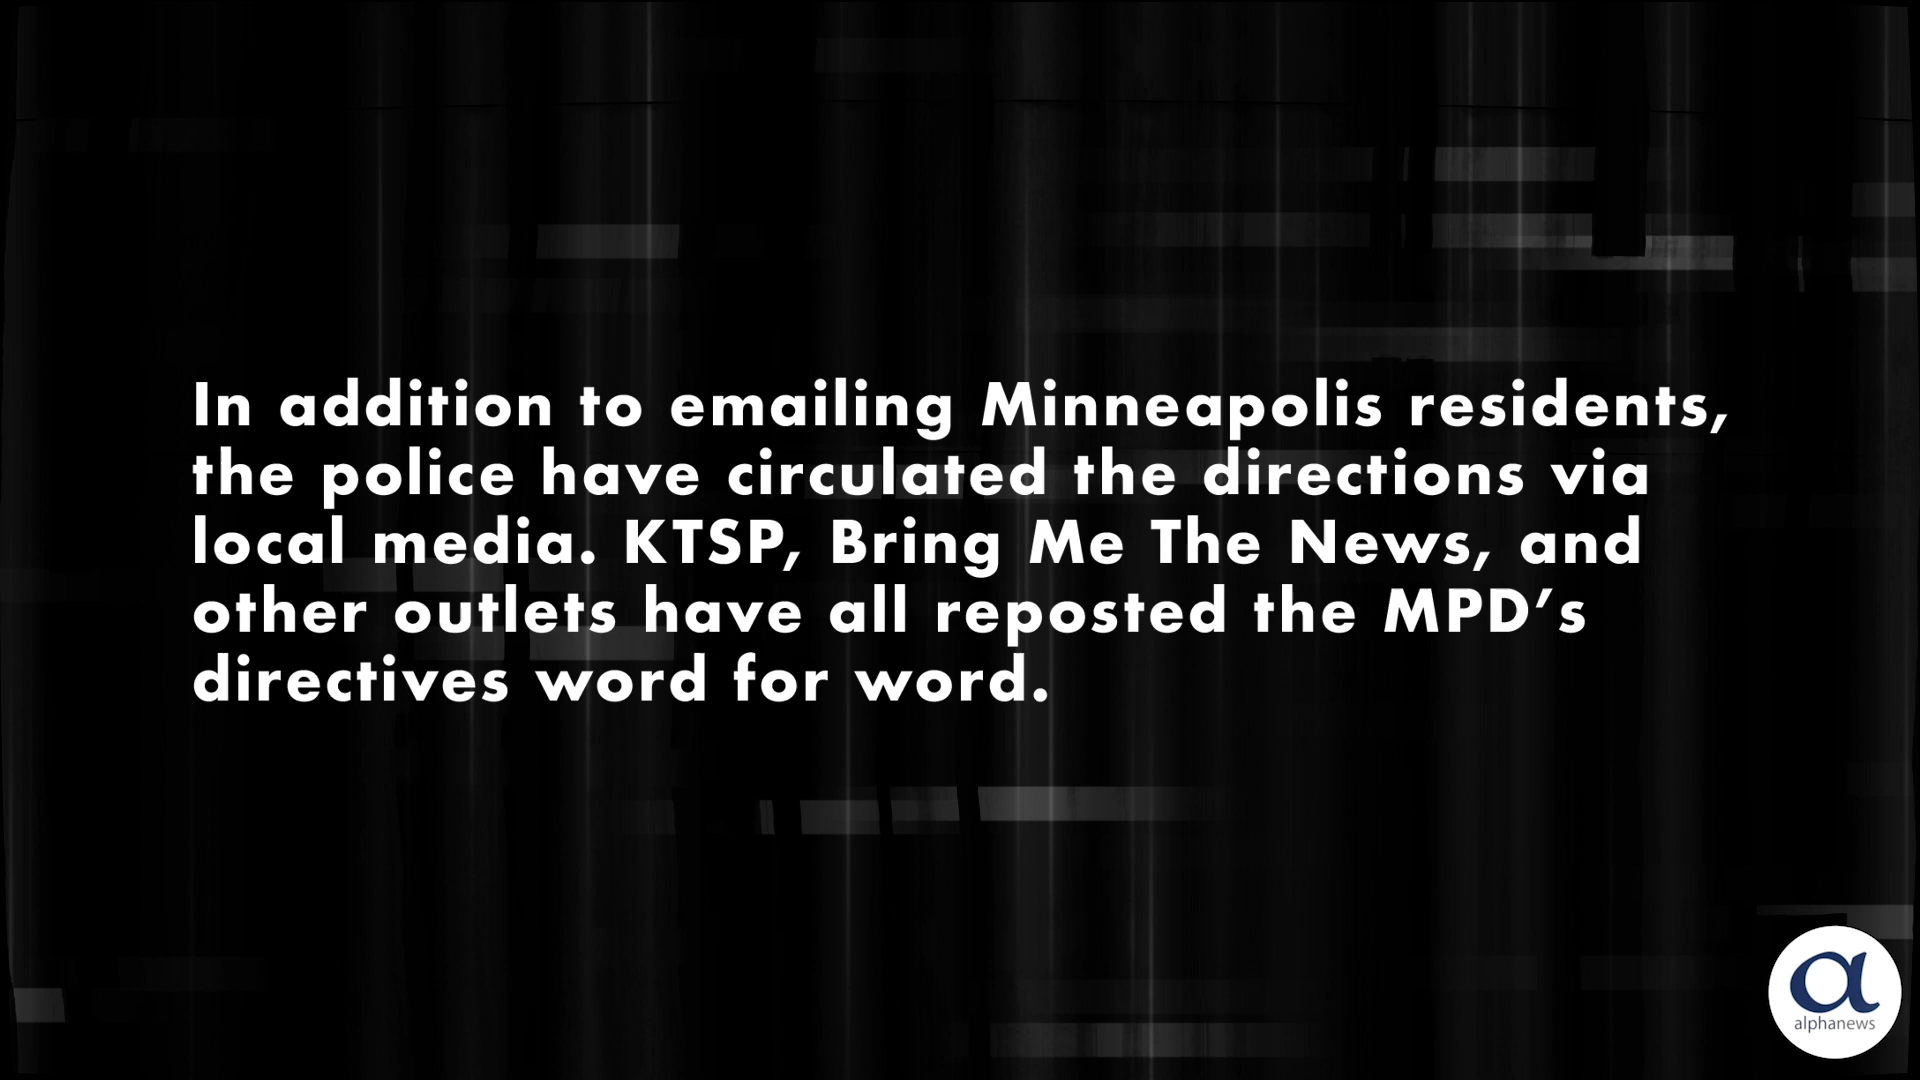 In addition to emailing Minneapolis residents,
the police have circulated the directions via
local media. KTSP, Bring Me The News, and
other outlets have all reposted the MPD’s
directives word for word.
a
alphanews